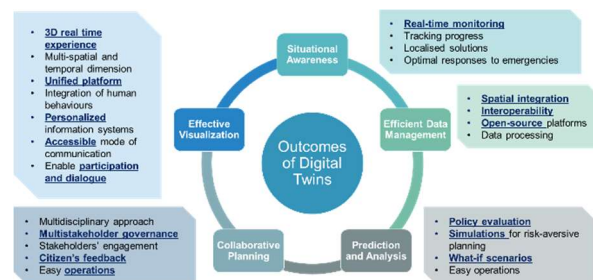 • 3D real time
experience
• Multi-spatial and
temporal dimension
• Unified platform
• Integration of human
behaviours
• Personalized
information systems
• Accessible mode of
communication
• Enable participation
and dialogue
Situational
Awareness
• Real-time monitoring
• Tracking progress
• Localised solutions
• Optimal responses to emergencies
Effective
Visualization
Outcomes
of Digital
Twins
Efficient Data
Management
• Spatial integration
• Interoperability
• Open-source platforms
• Data processing
• Multidisciplinary approach
• Multistakeholder governance
• Stakeholders' engagement
• Citizen's feedback
• Easy operations
Collaborative
Planning
Prediction
and Analysis
• Policy evaluation
• Simulations for risk-aversive
planning
• What-if scenarios
• Easy operations